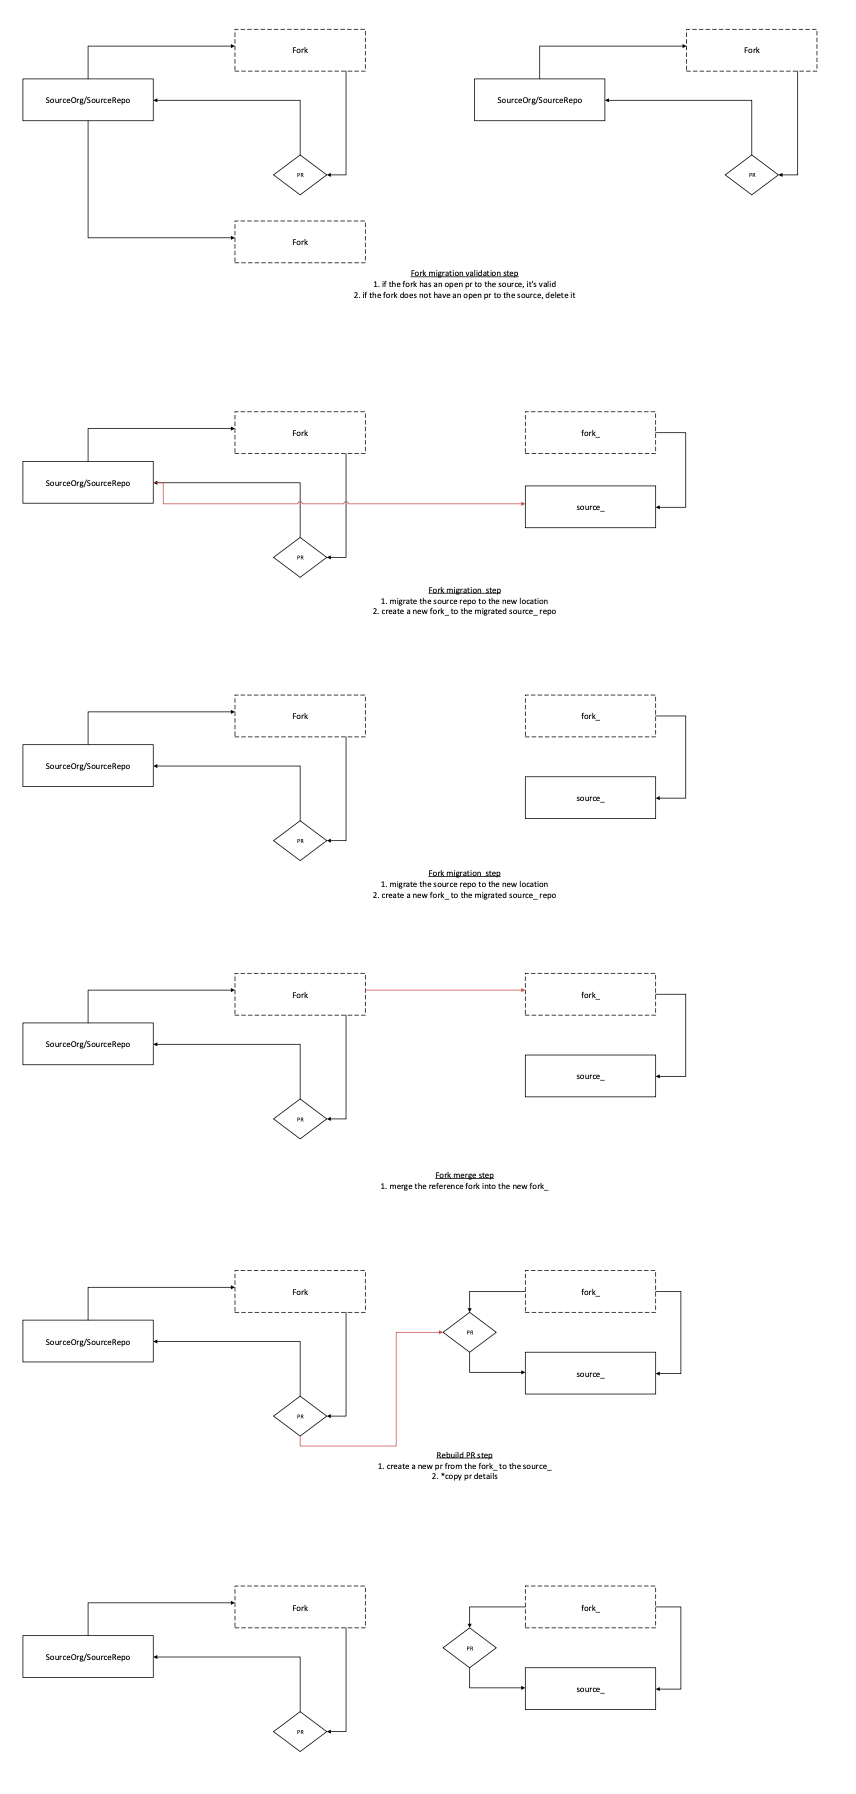 Fork
Fork
SourceOrg/SourceRepo
SourceOrg/SourceRepo
PR
PR
Fork
Fork migration validation step
1. if the fork has an open pr to the source, it's valid
2. if the fork does not have an open pr to the source, delete it
Fork
fork_
SourceOrg/SourceRepo
source_
PR
Fork migration  step
1. migrate the source repo to the new location
2. create a new fork_ to the migrated source_ repo
Fork
fork_
SourceOrg/SourceRepo
source_
PR
Fork migration  step
1. migrate the source repo to the new location
2. create a new fork_ to the migrated source_ repo
Fork
fork_
SourceOrg/SourceRepo
source_
PR
Fork merge step
1. merge the reference fork into the new fork_
Fork
fork_
PR
SourceOrg/SourceRepo
source_
PR
Rebuild PR step
1. create a new pr from the fork_ to the source_
2. *copy pr details
Fork
fork_
PR
SourceOrg/SourceRepo
source_
PR